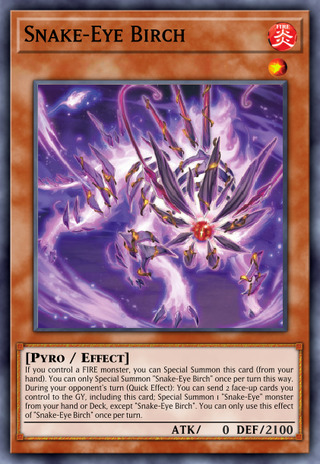 Snake-Eye Birch
FIRE
炎
[Pyro / Effect]
If you control a FIRE monster, you can Special Summon this card (from your
hand). You can only Special Summon "Snake-Eye Birch" once per turn this way.
During your opponent's turn (Quick Effect): You can send 2 face-up cards you
control to the GY, including this card; Special Summon 1 "Snake-Eye" monster
from your hand or Deck, except "Snake-Eye Birch". You can only use this effect
of "Snake-Eye Birch" once per turn.
ATK/ 0 DEF/2100